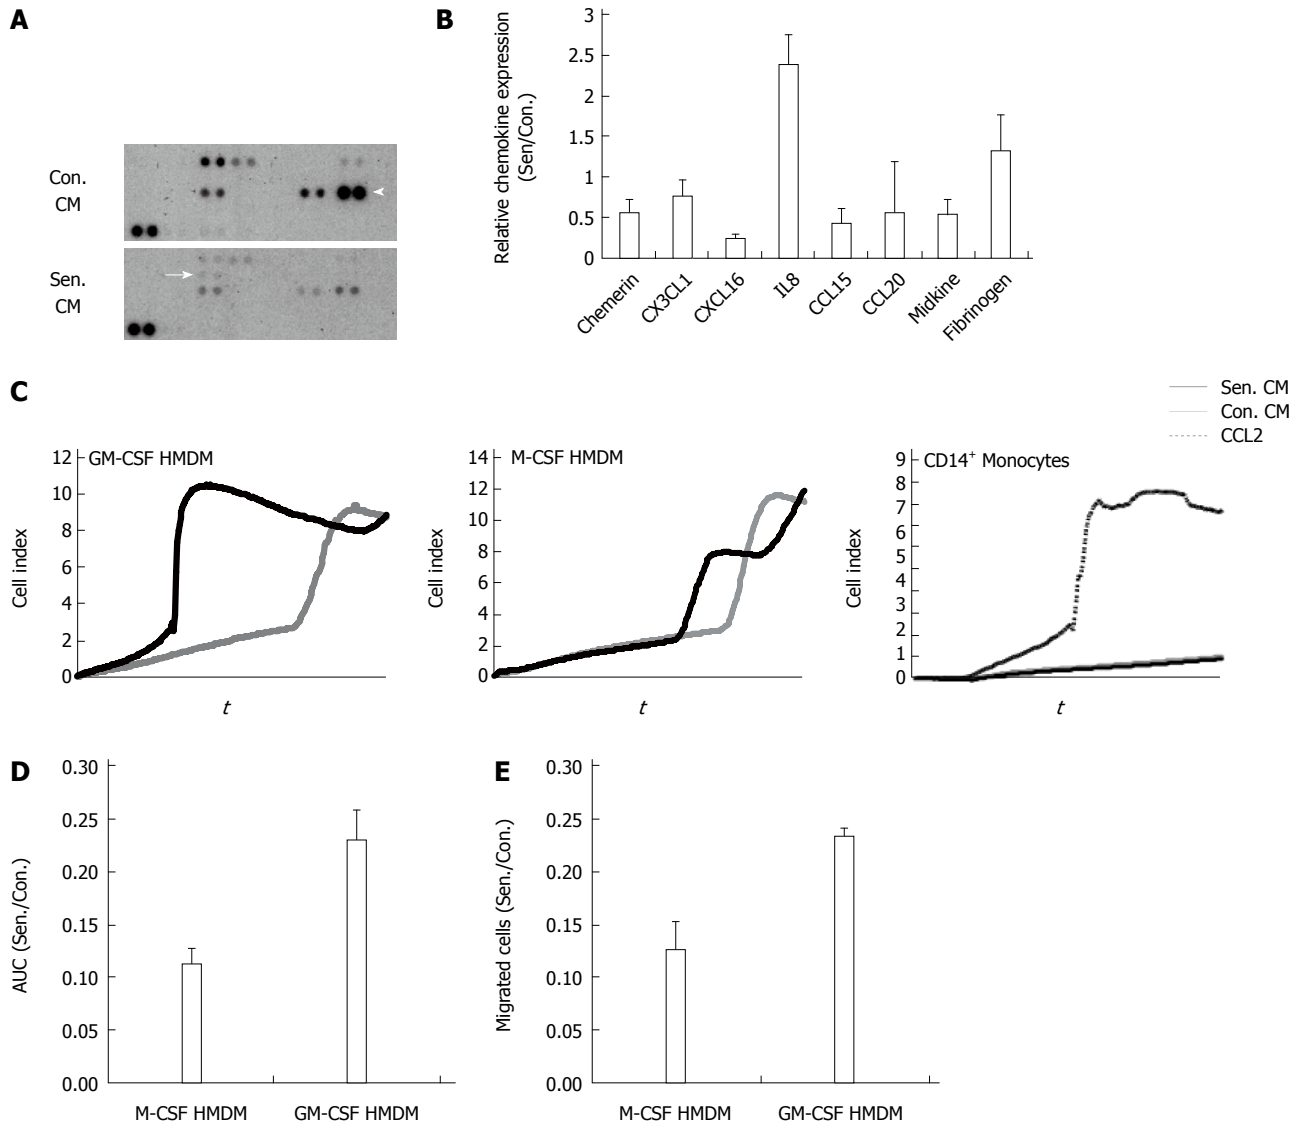 A
Con.
CM
Sen.
CM
B
Relative chemokine expression
(Sen/Con.)
3
2.5
2
1.5
1
0.5
0
Chemerin
CX3CL1
CXCL16
IL8
CCL15
CCL20
Midkine
Fibrinogen
C
Sen. CM
Con. CM
CCL2
GM-CSF HMDM
Cell index
12
10
8
6
4
2
0
t
M-CSF HMDM
Cell index
14
12
10
8
6
4
2
0
t
CD14+ Monocytes
Cell index
9
8
7
6
5
4
3
2
1
0
t
D
AUC (Sen./Con.)
0.30
0.25
0.20
0.15
0.10
0.05
0.00
M-CSF HMDM
GM-CSF HMDM
E
Migrated cells (Sen./Con.)
0.30
0.25
0.20
0.15
0.10
0.05
0.00
M-CSF HMDM
GM-CSF HMDM